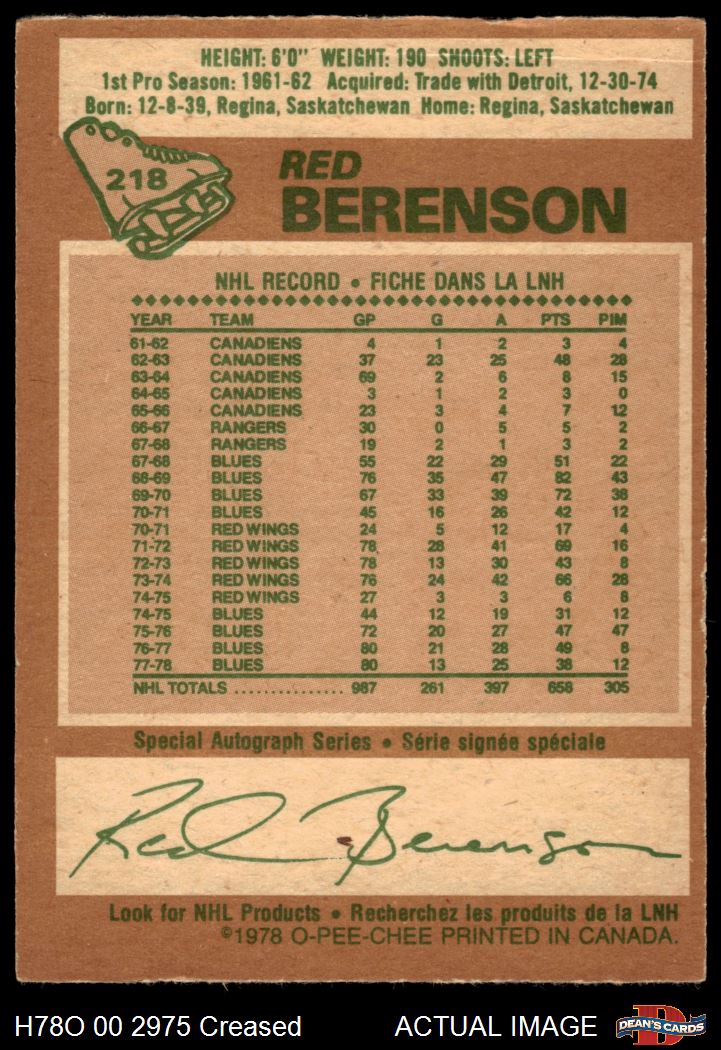 HEIGHT: 6'0" WEIGHT: 190 SHOOTS: LEFT
1st Pro Season: 1961-62 Acquired: Trade with Detroit, 12-30-74
Born: 12-8-39, Regina, Saskatchewan Home: Regina, Saskatchewan
218
RED
BERENSON
NHL RECORD • FICHE DANS LA LNH
YEAR TEAM GP G A PTS PIM
61-62 CANADIENS 4 1 2 3 4
62-63 CANADIENS 37 23 25 48 28
63-64 CANADIENS 69 2 6 8 15
64-65 CANADIENS 3 1 2 3 0
65-66 CANADIENS 23 3 4 7 12
66-67 RANGERS 30 0 5 5 2
67-68 RANGERS 19 2 1 3 2
67-68 BLUES 55 22 29 51 22
68-69 BLUES 76 35 47 82 43
69-70 BLUES 67 33 39 72 38
70-71 BLUES 45 16 26 42 12
70-71 RED WINGS 24 5 12 17 4
71-72 RED WINGS 78 28 41 69 16
72-73 RED WINGS 78 13 30 43 8
73-74 RED WINGS 76 24 42 66 28
74-75 RED WINGS 27 3 3 6 8
74-75 BLUES 44 12 19 31 12
75-76 BLUES 72 20 27 47 47
76-77 BLUES 80 21 28 49 8
77-78 BLUES 80 13 25 38 12
NHL TOTALS ............... 987 261 397 658 305
Special Autograph Series • Série signée spéciale
Red Berenson
Look for NHL Products • Recherchez les produits de la LNH
©1978 O-PEE-CHEE PRINTED IN CANADA.
H78O 00 2975 Creased ACTUAL IMAGE
D
DEAN'S CARDS